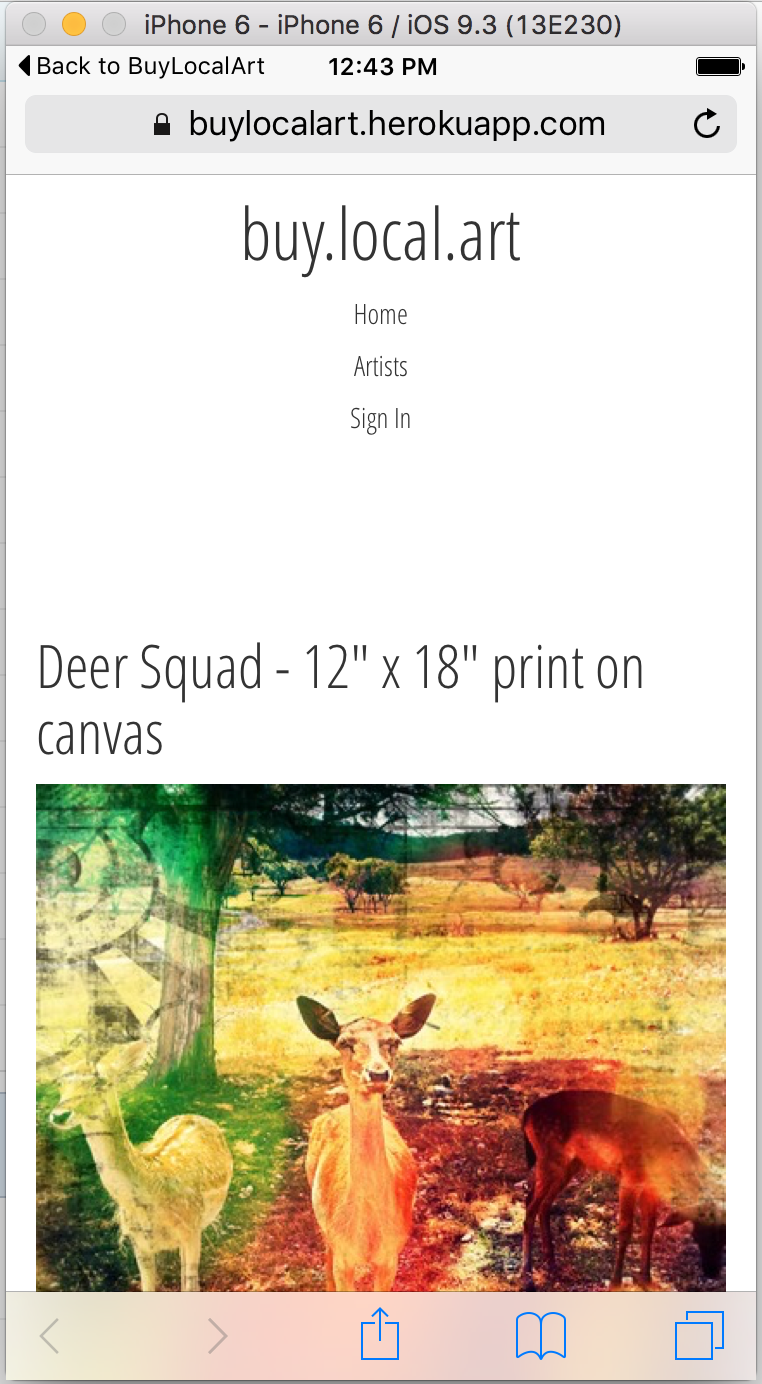 iPhone 6 - iPhone 6 / iOS 9.3 (13E230)
Back to BuyLocalArt 12:43 PM
buylocalart.herokuapp.com
buy.local.art
Home
Artists
Sign In
Deer Squad - 12" x 18" print on
canvas